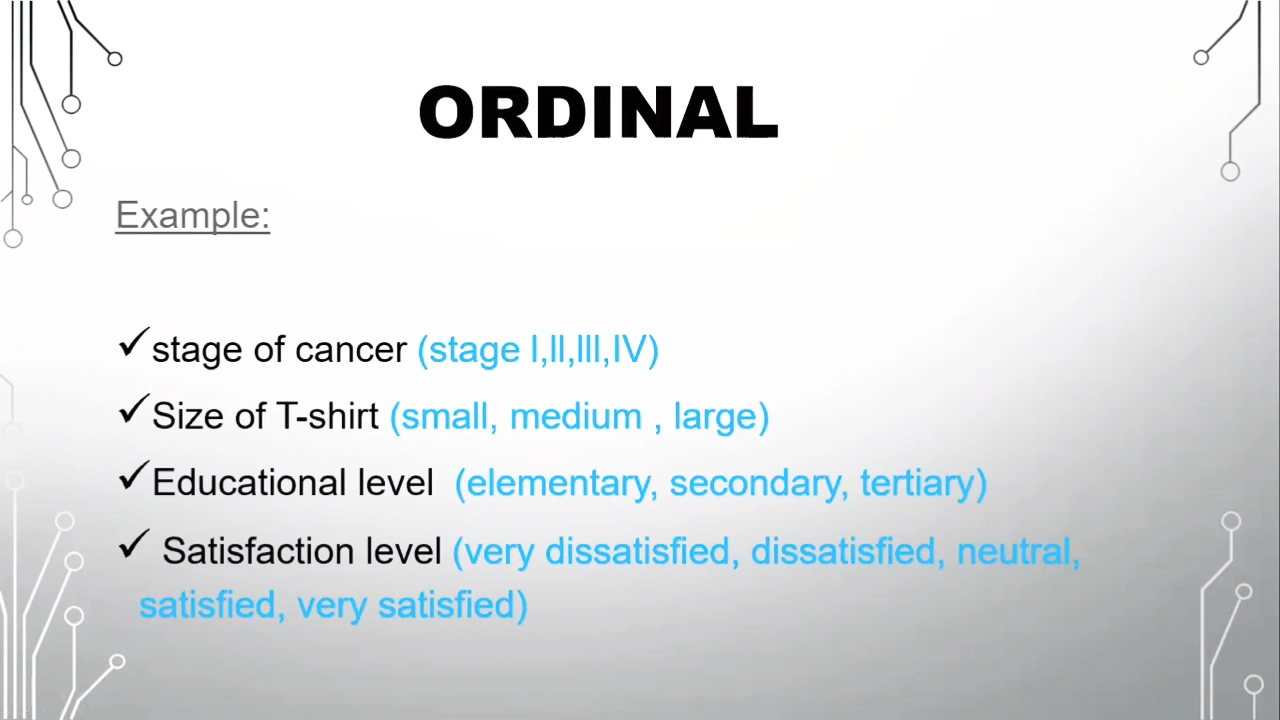 ORDINAL
Example:
✓stage of cancer (stage I,II,III,IV)
✓Size of T-shirt (small, medium , large)
✓Educational level  (elementary, secondary, tertiary)
✓ Satisfaction level (very dissatisfied, dissatisfied, neutral,
satisfied, very satisfied)